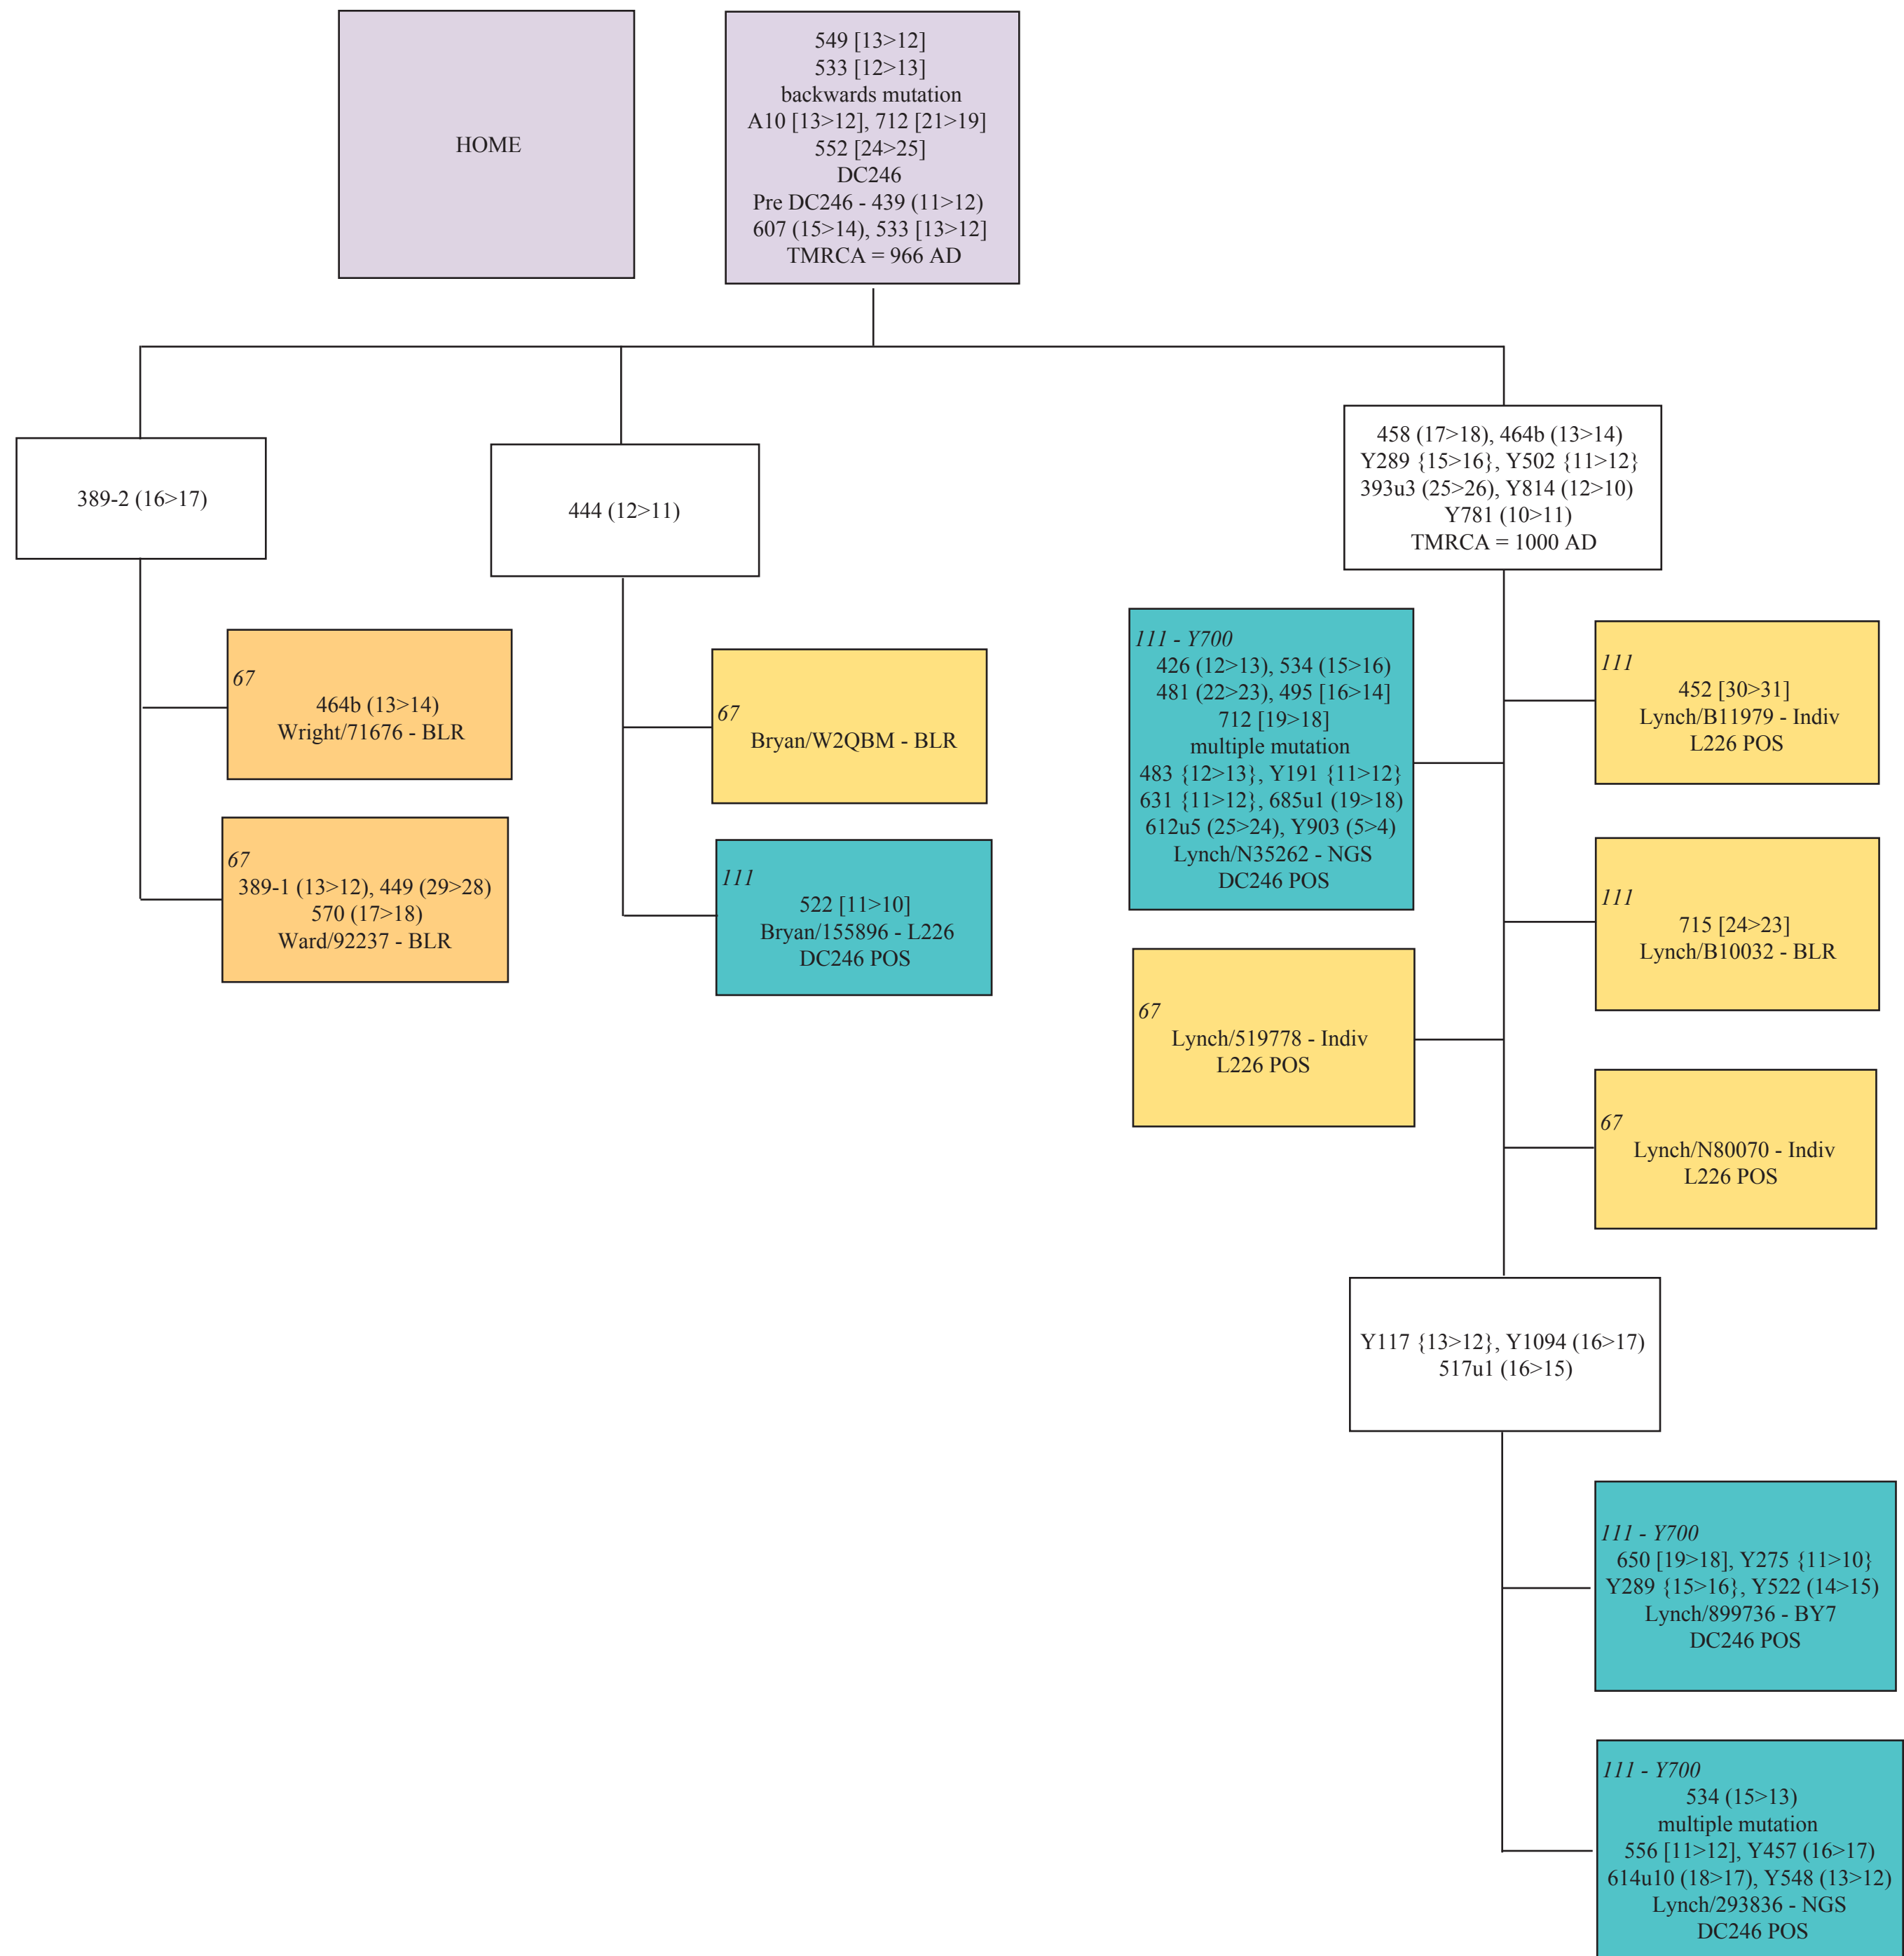 HOME
549 [13>12]
533 [12>13]
backwards mutation
A10 [13>12], 712 [21>19]
552 [24>25]
DC246
Pre DC246 - 439 (11>12)
607 (15>14), 533 [13>12]
TMRCA = 966 AD
389-2 (16>17)
444 (12>11)
458 (17>18), 464b (13>14)
Y289 {15>16}, Y502 {11>12}
393u3 (25>26), Y814 (12>10)
Y781 (10>11)
TMRCA = 1000 AD
67
464b (13>14)
Wright/71676 - BLR
67
389-1 (13>12), 449 (29>28)
570 (17>18)
Ward/92237 - BLR
67
Bryan/W2QBM - BLR
111
522 [11>10]
Bryan/155896 - L226
DC246 POS
111 - Y700
426 (12>13), 534 (15>16)
481 (22>23), 495 [16>14]
712 [19>18]
multiple mutation
483 {12>13}, Y191 {11>12}
631 {11>12}, 685u1 (19>18)
612u5 (25>24), Y903 (5>4)
Lynch/N35262 - NGS
DC246 POS
111
452 [30>31]
Lynch/B11979 - Indiv
L226 POS
111
715 [24>23]
Lynch/B10032 - BLR
67
Lynch/519778 - Indiv
L226 POS
67
Lynch/N80070 - Indiv
L226 POS
Y117 {13>12}, Y1094 (16>17)
517u1 (16>15)
111 - Y700
650 [19>18], Y275 {11>10}
Y289 {15>16}, Y522 (14>15)
Lynch/899736 - BY7
DC246 POS
111 - Y700
534 (15>13)
multiple mutation
556 [11>12], Y457 (16>17)
614u10 (18>17), Y548 (13>12)
Lynch/293836 - NGS
DC246 POS